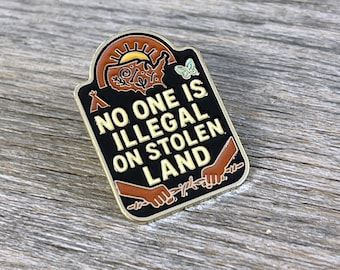 NO ONE IS
ILLEGAL
ON STOLEN
LAND